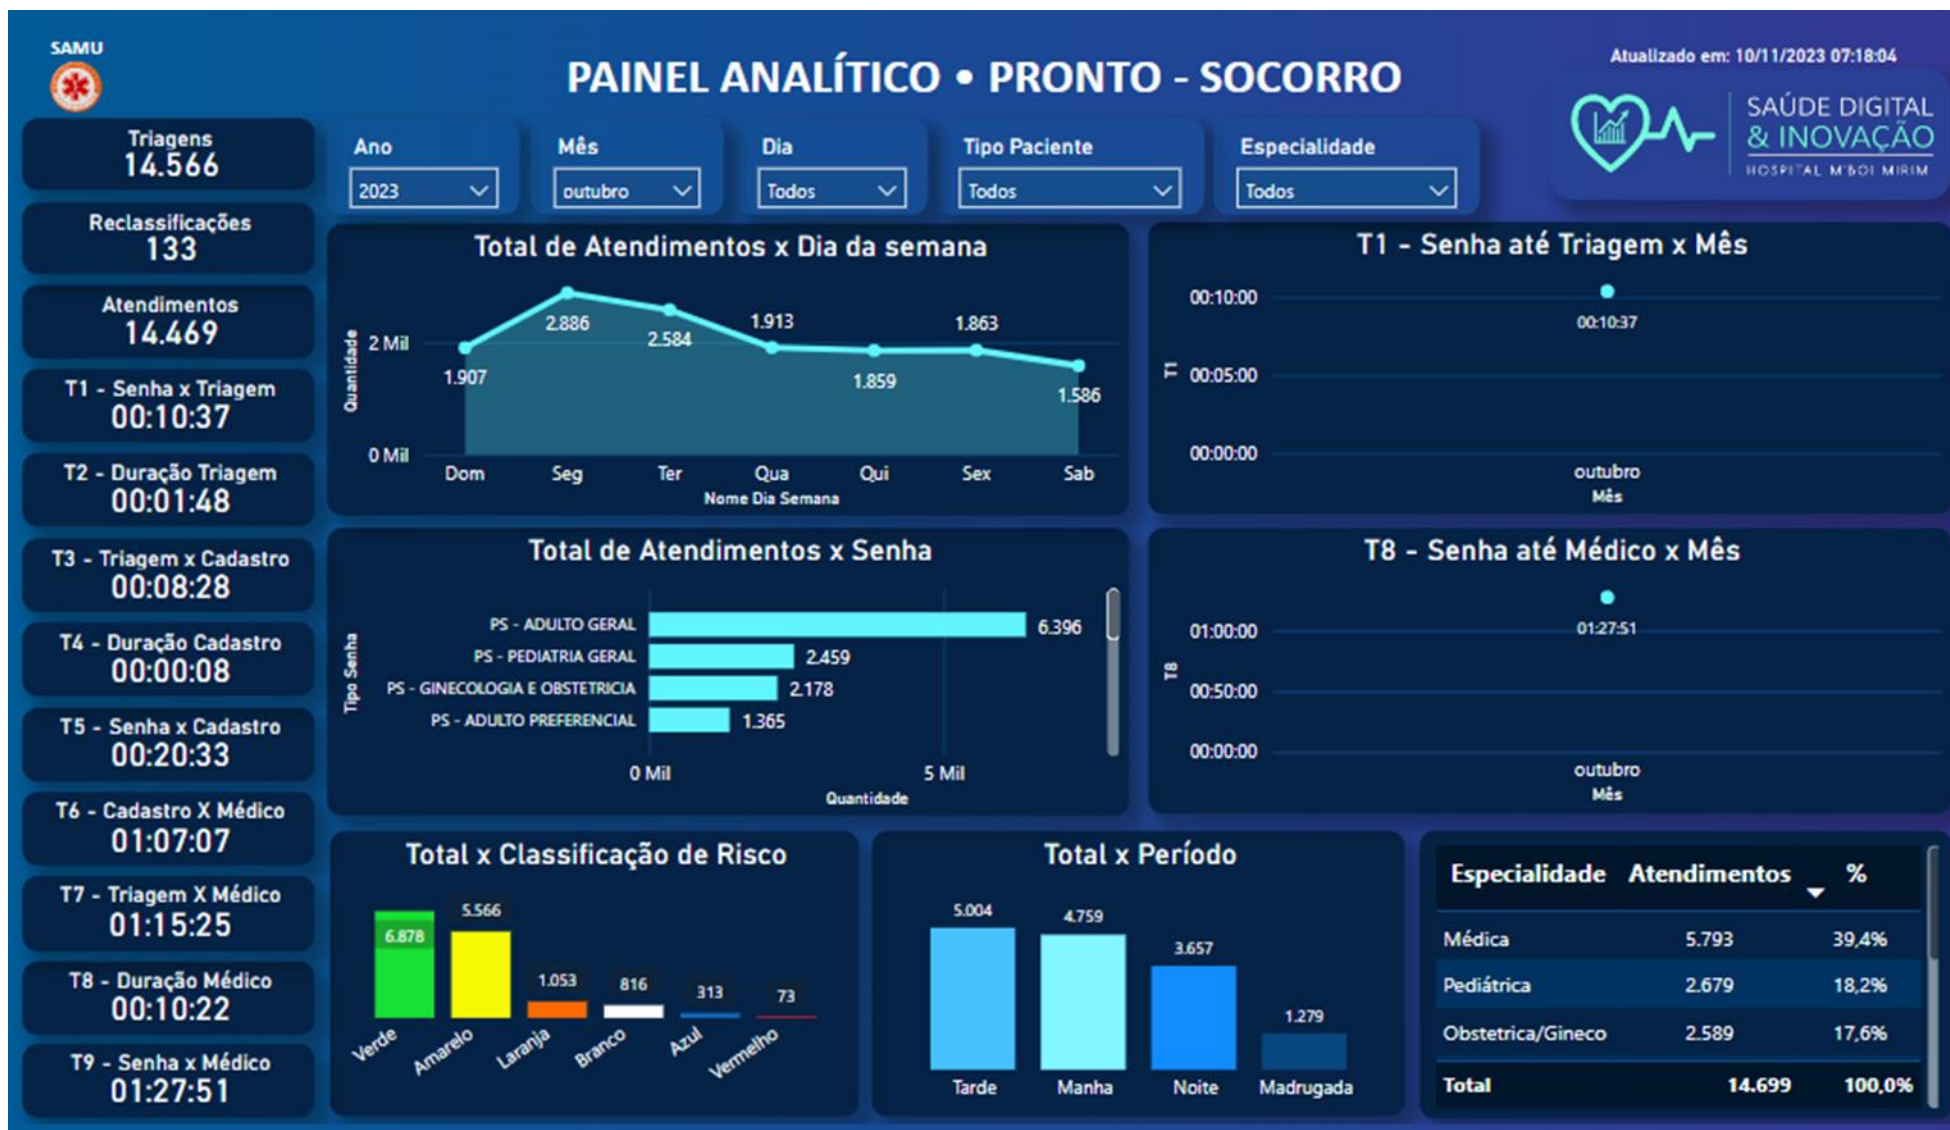 SAMU
PAINEL ANALÍTICO • PRONTO - SOCORRO
Atualizado em: 10/11/2023 07:18:04
SAÚDE DIGITAL
& INOVAÇÃO
HOSPITAL M'BOI MIRIM
Triagens
14.566
Reclassificações
133
Atendimentos
14.469
T1 - Senha x Triagem
00:10:37
T2 - Duração Triagem
00:01:48
T3 - Triagem x Cadastro
00:08:28
T4 - Duração Cadastro
00:00:08
T5 - Senha x Cadastro
00:20:33
T6 - Cadastro X Médico
01:07:07
T7 - Triagem X Médico
01:15:25
T8 - Duração Médico
00:10:22
T9 - Senha x Médico
01:27:51
Ano
2023
Mês
outubro
Dia
Todos
Tipo Paciente
Todos
Especialidade
Todos
Total de Atendimentos x Dia da semana
Quantidade
2 Mil
0 Mil
1.907
2.886
2.584
1.913
1.859
1.863
1.586
Dom Seg Ter Qua Qui Sex Sab
Nome Dia Semana
T1 - Senha até Triagem x Mês
T1
00:10:00
00:05:00
00:00:00
00:10:37
outubro
Mês
Total de Atendimentos x Senha
Tipo Senha
PS - ADULTO GERAL 6.396
PS - PEDIATRIA GERAL 2.459
PS - GINECOLOGIA E OBSTETRICIA 2.178
PS - ADULTO PREFERENCIAL 1.365
0 Mil 5 Mil
Quantidade
T8 - Senha até Médico x Mês
T8
01:00:00
00:50:00
00:00:00
01:27:51
outubro
Mês
Total x Classificação de Risco
6.878 5.566 1.053 816 313 73
Verde Amarelo Laranja Branco Azul Vermelho
Total x Período
5.004 4.759 3.657 1.279
Tarde Manha Noite Madrugada
Especialidade Atendimentos %
Médica 5.793 39,4%
Pediátrica 2.679 18,2%
Obstetrica/Gineco 2.589 17,6%
Total 14.699 100,0%